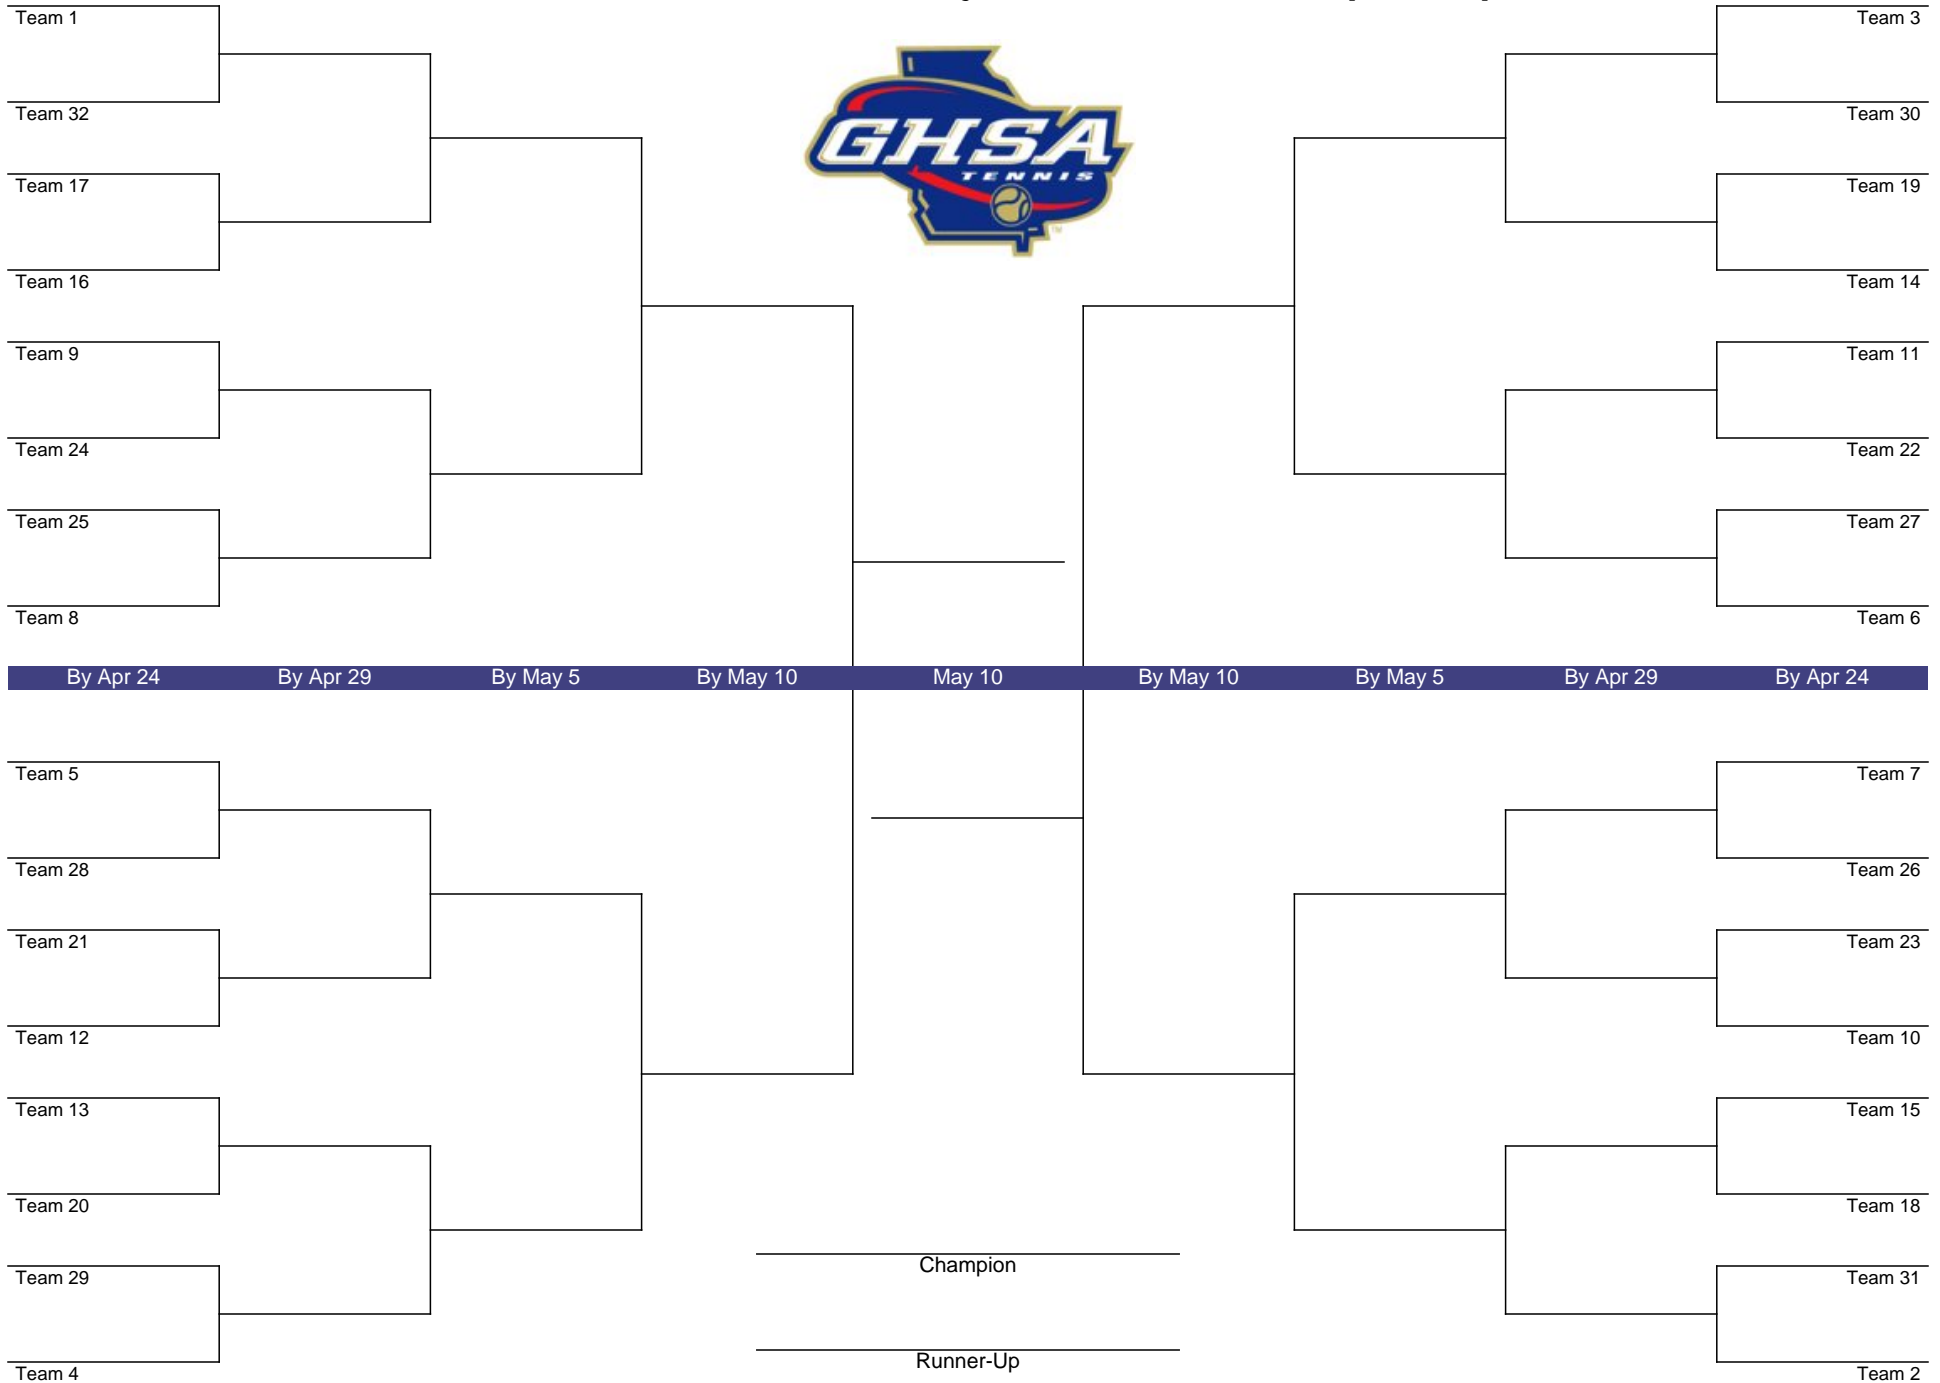 Team 1
Team 32
Team 17
Team 16
Team 9
Team 24
Team 25
Team 8
GHSA
TENNIS
TM
Team 3
Team 30
Team 19
Team 14
Team 11
Team 22
Team 27
Team 6
By Apr 24 By Apr 29 By May 5 By May 10 May 10 By May 10 By May 5 By Apr 29 By Apr 24
Team 5
Team 28
Team 21
Team 12
Team 13
Team 20
Team 29
Team 4
Champion
Runner-Up
Team 7
Team 26
Team 23
Team 10
Team 15
Team 18
Team 31
Team 2